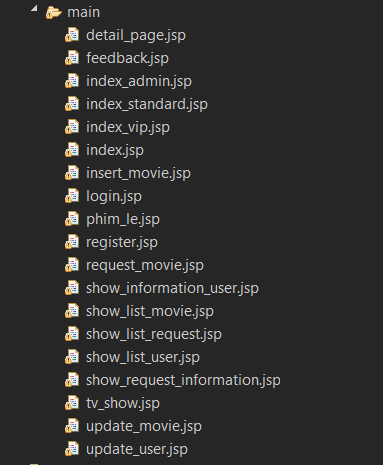 main
detail_page.jsp
feedback.jsp
index_admin.jsp
index_standard.jsp
index_vip.jsp
index.jsp
insert_movie.jsp
login.jsp
phim_le.jsp
register.jsp
request_movie.jsp
show_information_user.jsp
show_list_movie.jsp
show_list_request.jsp
show_list_user.jsp
show_request_information.jsp
tv_show.jsp
update_movie.jsp
update_user.jsp